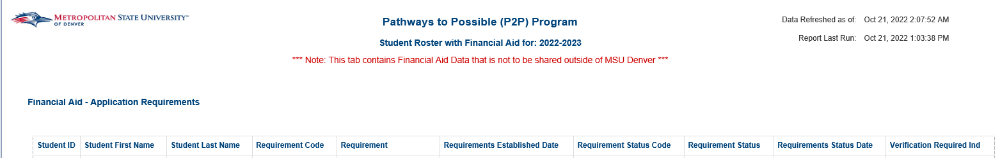 METROPOLITAN STATE UNIVERSITY™
OF DENVER
Pathways to Possible (P2P) Program
Data Refreshed as of: Oct 21, 2022 2:07:52 AM
Student Roster with Financial Aid for: 2022-2023
Report Last Run: Oct 21, 2022 1:03:38 PM
*** Note: This tab contains Financial Aid Data that is not to be shared outside of MSU Denver ***
Financial Aid - Application Requirements
Student ID Student First Name Student Last Name Requirement Code Requirement Requirements Established Date Requirement Status Code Requirement Status Requirements Status Date Verification Required Ind